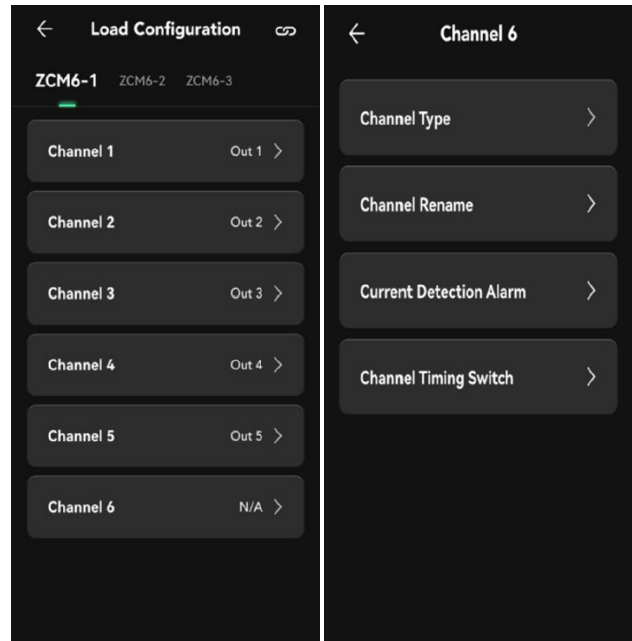 Load Configuration
ZCM6-1 ZCM6-2 ZCM6-3
Channel 1 Out 1
Channel 2 Out 2
Channel 3 Out 3
Channel 4 Out 4
Channel 5 Out 5
Channel 6 N/A
Channel 6
Channel Type
Channel Rename
Current Detection Alarm
Channel Timing Switch